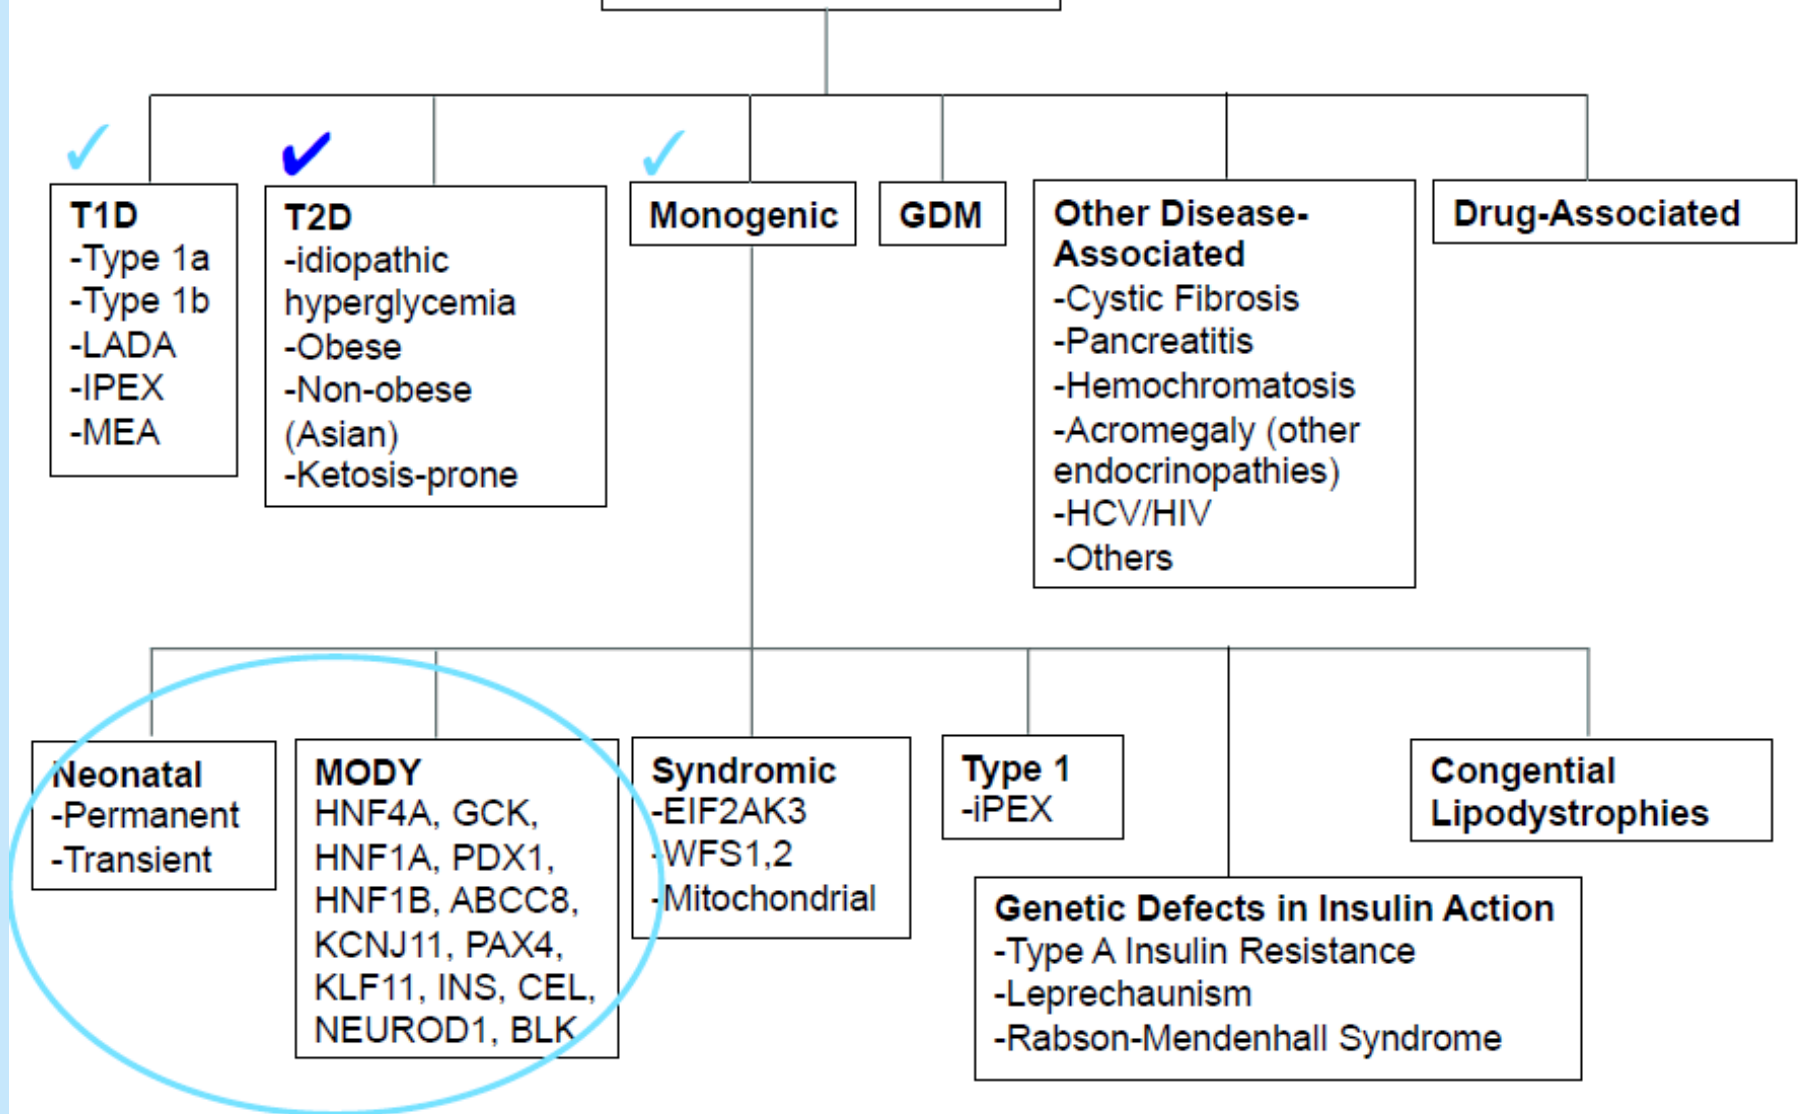 T1D
-Type 1a
-Type 1b
-LADA
-IPEX
-MEA
T2D
-idiopathic
hyperglycemia
-Obese
-Non-obese
(Asian)
-Ketosis-prone
Monogenic
GDM
Other Disease-
Associated
-Cystic Fibrosis
-Pancreatitis
-Hemochromatosis
-Acromegaly (other
endocrinopathies)
-HCV/HIV
-Others
Drug-Associated
Neonatal
-Permanent
-Transient
MODY
HNF4A, GCK,
HNF1A, PDX1,
HNF1B, ABCC8,
KCNJ11, PAX4,
KLF11, INS, CEL,
NEUROD1, BLK
Syndromic
-EIF2AK3
-WFS1,2
-Mitochondrial
Type 1
-iPEX
Genetic Defects in Insulin Action
-Type A Insulin Resistance
-Leprechaunism
-Rabson-Mendenhall Syndrome
Congential
Lipodystrophies